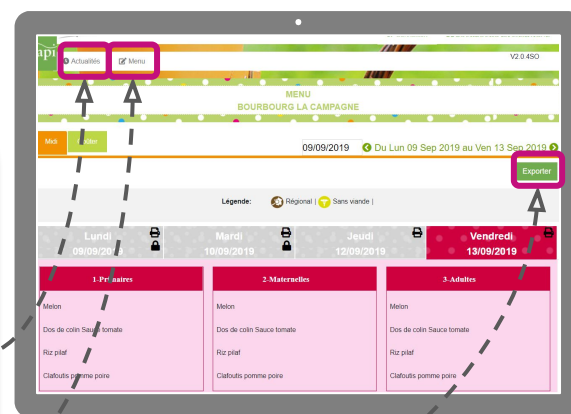 api
Actualités
Menu
V2.0.4SO
MENU
BOURBOURG LA CAMPAGNE
Midi
09/09/2019
Du Lun 09 Sep 2019 au Ven 13 Sep 2019
Exporter
Légende: Régional | Sans viande |
Lundi
09/09/2019
Mardi
10/09/2019
Jeudi
12/09/2019
Vendredi
13/09/2019
1-Primaires
2-Maternelles
3-Adultes
Melon
Melon
Melon
Dos de colin Sauce tomate
Dos de colin Sauce tomate
Dos de colin Sauce tomate
Riz pilaf
Riz pilaf
Riz pilaf
Clafoutis pomme poire
Clafoutis pomme poire
Clafoutis pomme poire